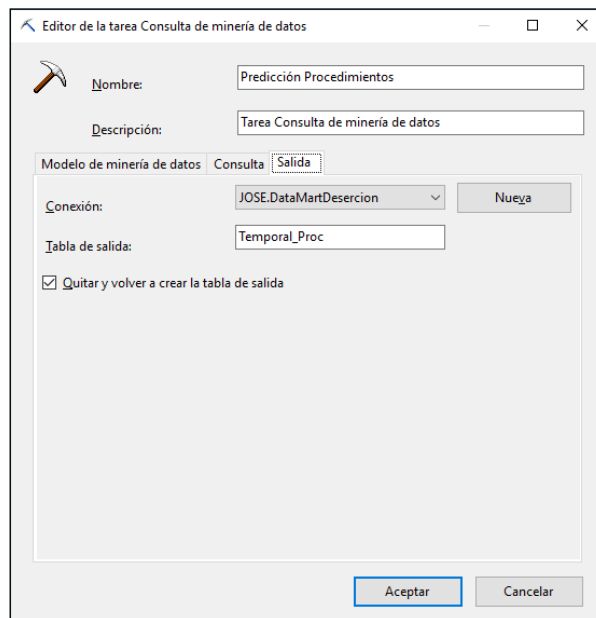 Editor de la tarea Consulta de minería de datos
Nombre: Predicción Procedimientos
Descripción: Tarea Consulta de minería de datos
Modelo de minería de datos Consulta Salida
Conexión: JOSE.DataMartDesercion Nueva
Tabla de salida: Temporal_Proc
Quitar y volver a crear la tabla de salida
Aceptar Cancelar